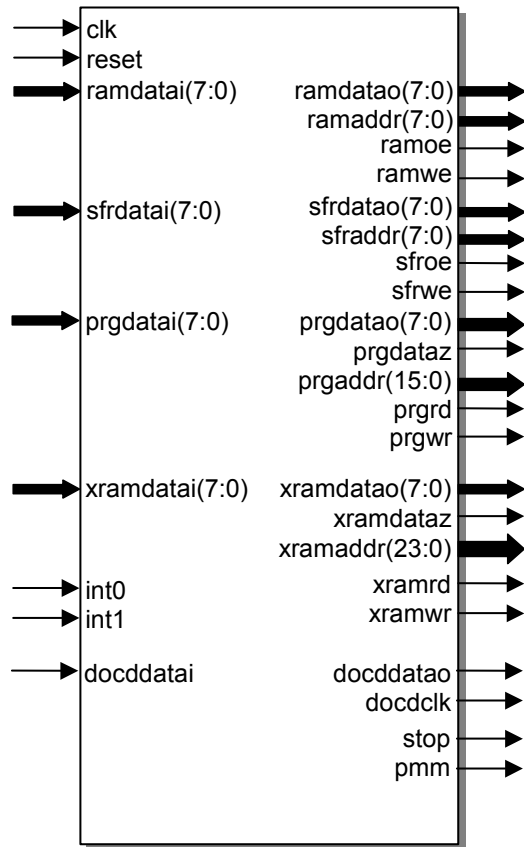 clk
reset
ramdatai(7:0)
ramdatao(7:0)
ramaddr(7:0)
ramoe
ramwe
sfrdatai(7:0)
sfrdatao(7:0)
sfraddr(7:0)
sfroe
sfrwe
prgdatai(7:0)
prgdatao(7:0)
prgdataz
prgaddr(15:0)
prgrd
prgwr
xramdatai(7:0)
xramdatao(7:0)
xramdataz
xramaddr(23:0)
int0
xramrd
int1
xramwr
docddatai
docddatao
docdclk
stop
pmm